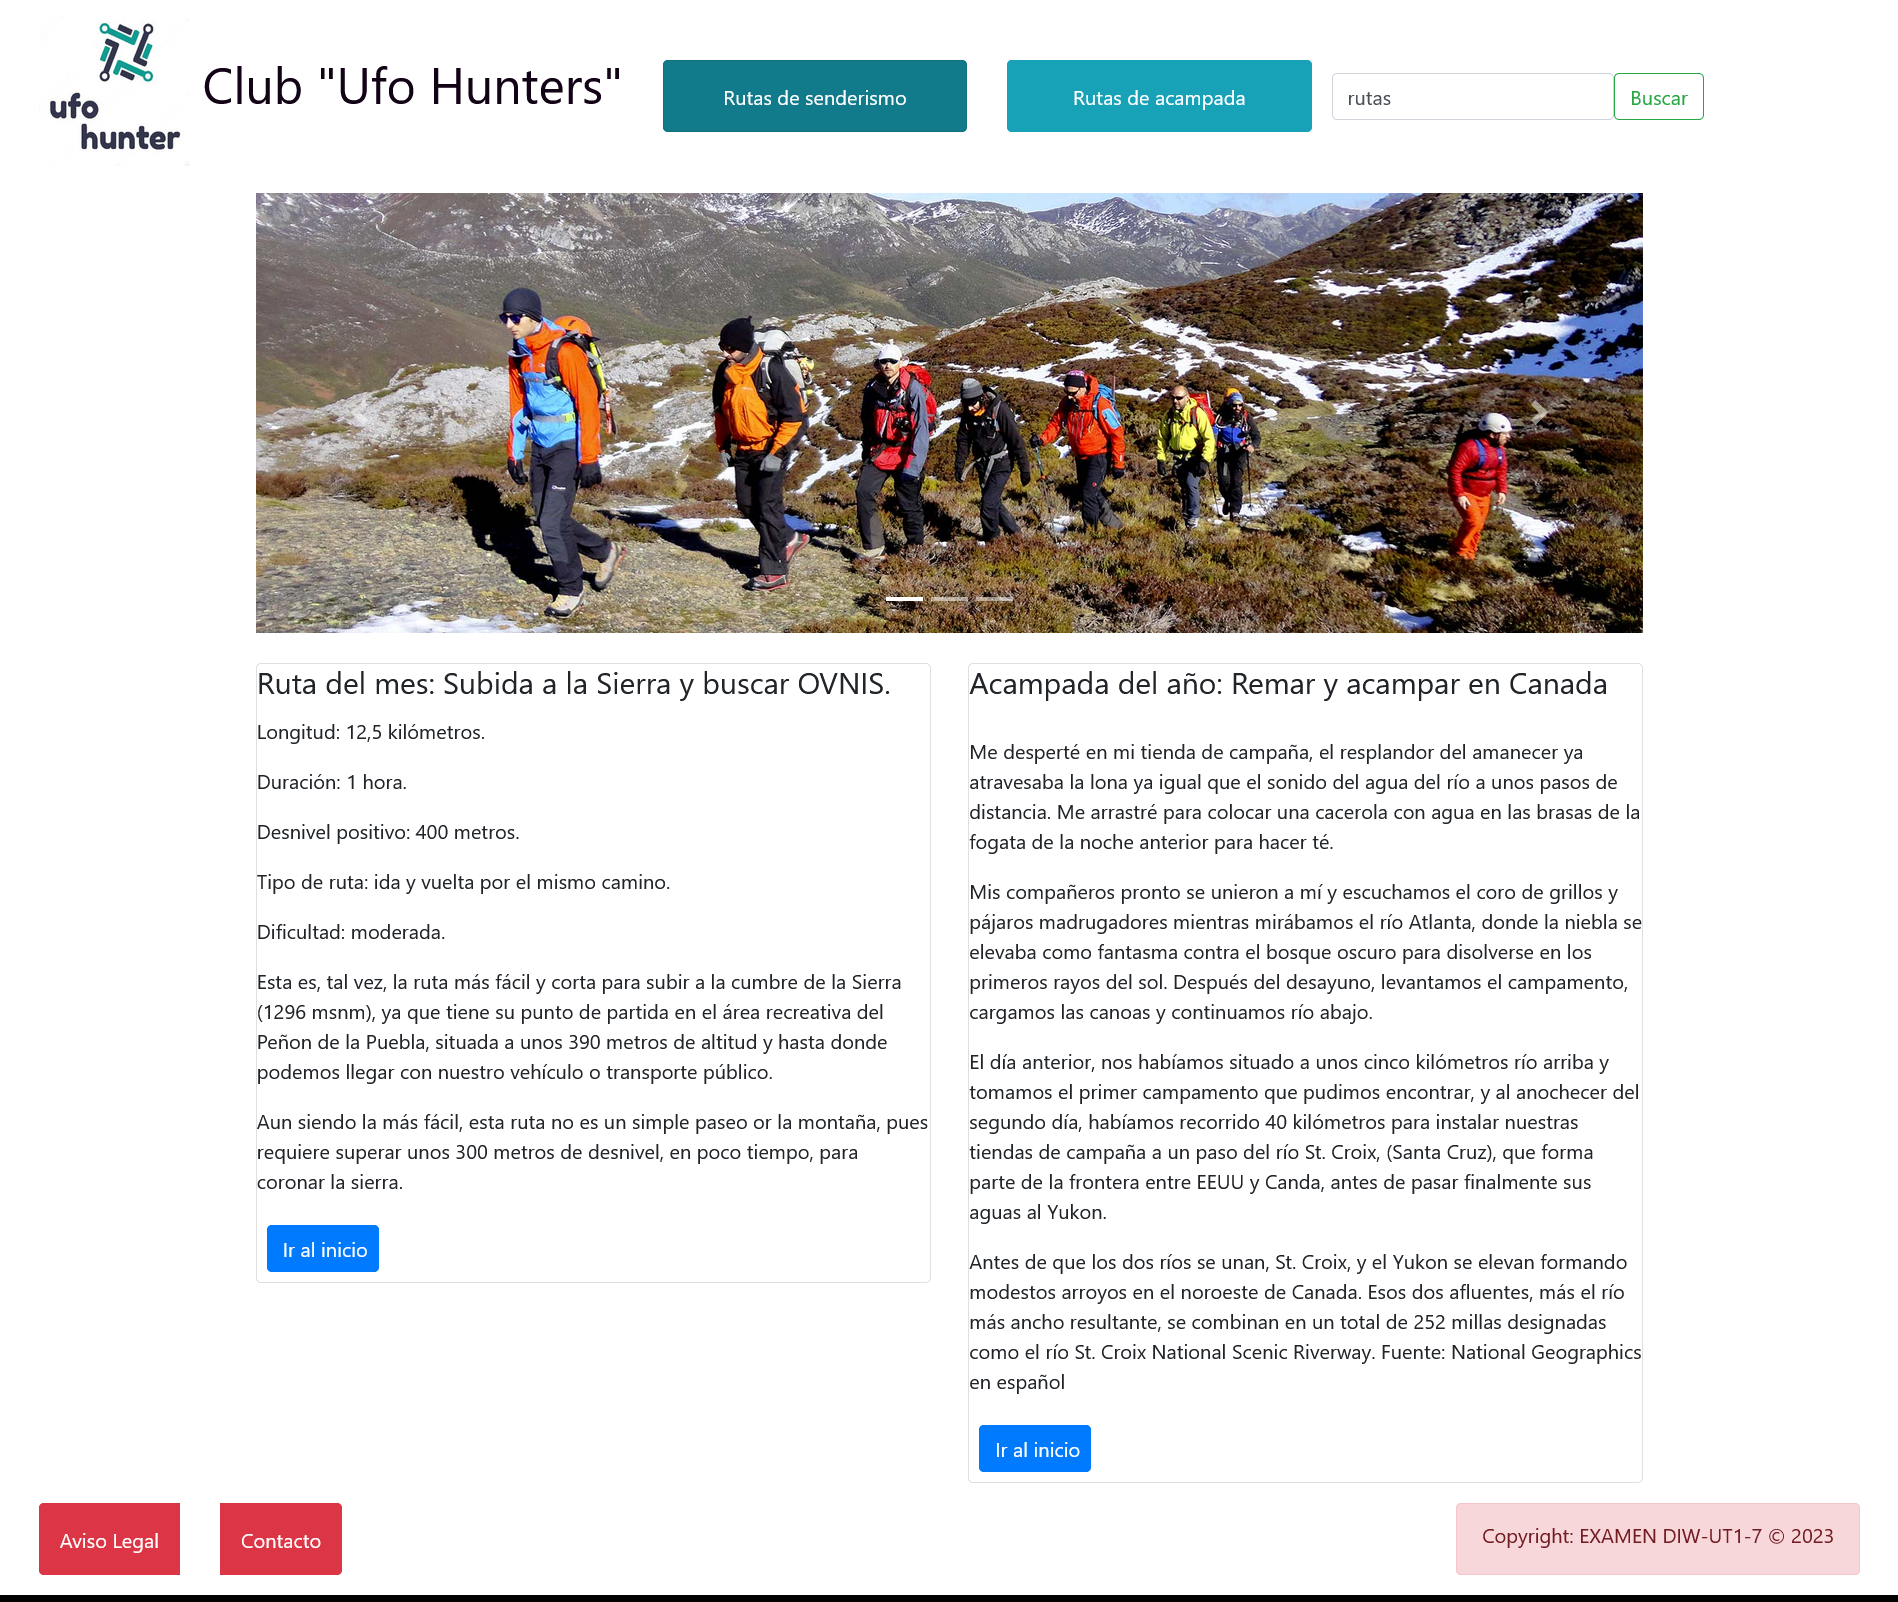 ufo
hunter
Club "Ufo Hunters"
Rutas de senderismo
Rutas de acampada
rutas
Buscar
Ruta del mes: Subida a la Sierra y buscar OVNIS.
Longitud: 12,5 kilómetros.
Duración: 1 hora.
Desnivel positivo: 400 metros.
Tipo de ruta: ida y vuelta por el mismo camino.
Dificultad: moderada.
Esta es, tal vez, la ruta más fácil y corta para subir a la cumbre de la Sierra
(1296 msnm), ya que tiene su punto de partida en el área recreativa del
Peñon de la Puebla, situada a unos 390 metros de altitud y hasta donde
podemos llegar con nuestro vehículo o transporte público.
Aun siendo la más fácil, esta ruta no es un simple paseo or la montaña, pues
requiere superar unos 300 metros de desnivel, en poco tiempo, para
coronar la sierra.
Ir al inicio
Acampada del año: Remar y acampar en Canada
Me desperté en mi tienda de campaña, el resplandor del amanecer ya
atravesaba la lona ya igual que el sonido del agua del río a unos pasos de
distancia. Me arrastré para colocar una cacerola con agua en las brasas de la
fogata de la noche anterior para hacer té.
Mis compañeros pronto se unieron a mí y escuchamos el coro de grillos y
pájaros madrugadores mientras mirábamos el río Atlanta, donde la niebla se
elevaba como fantasma contra el bosque oscuro para disolverse en los
primeros rayos del sol. Después del desayuno, levantamos el campamento,
cargamos las canoas y continuamos río abajo.
El día anterior, nos habíamos situado a unos cinco kilómetros río arriba y
tomamos el primer campamento que pudimos encontrar, y al anochecer del
segundo día, habíamos recorrido 40 kilómetros para instalar nuestras
tiendas de campaña a un paso del río St. Croix, (Santa Cruz), que forma
parte de la frontera entre EEUU y Canda, antes de pasar finalmente sus
aguas al Yukon.
Antes de que los dos ríos se unan, St. Croix, y el Yukon se elevan formando
modestos arroyos en el noroeste de Canada. Esos dos afluentes, más el río
más ancho resultante, se combinan en un total de 252 millas designadas
como el río St. Croix National Scenic Riverway. Fuente: National Geographics
en español
Ir al inicio
Aviso Legal
Contacto
Copyright: EXAMEN DIW-UT1-7 © 2023